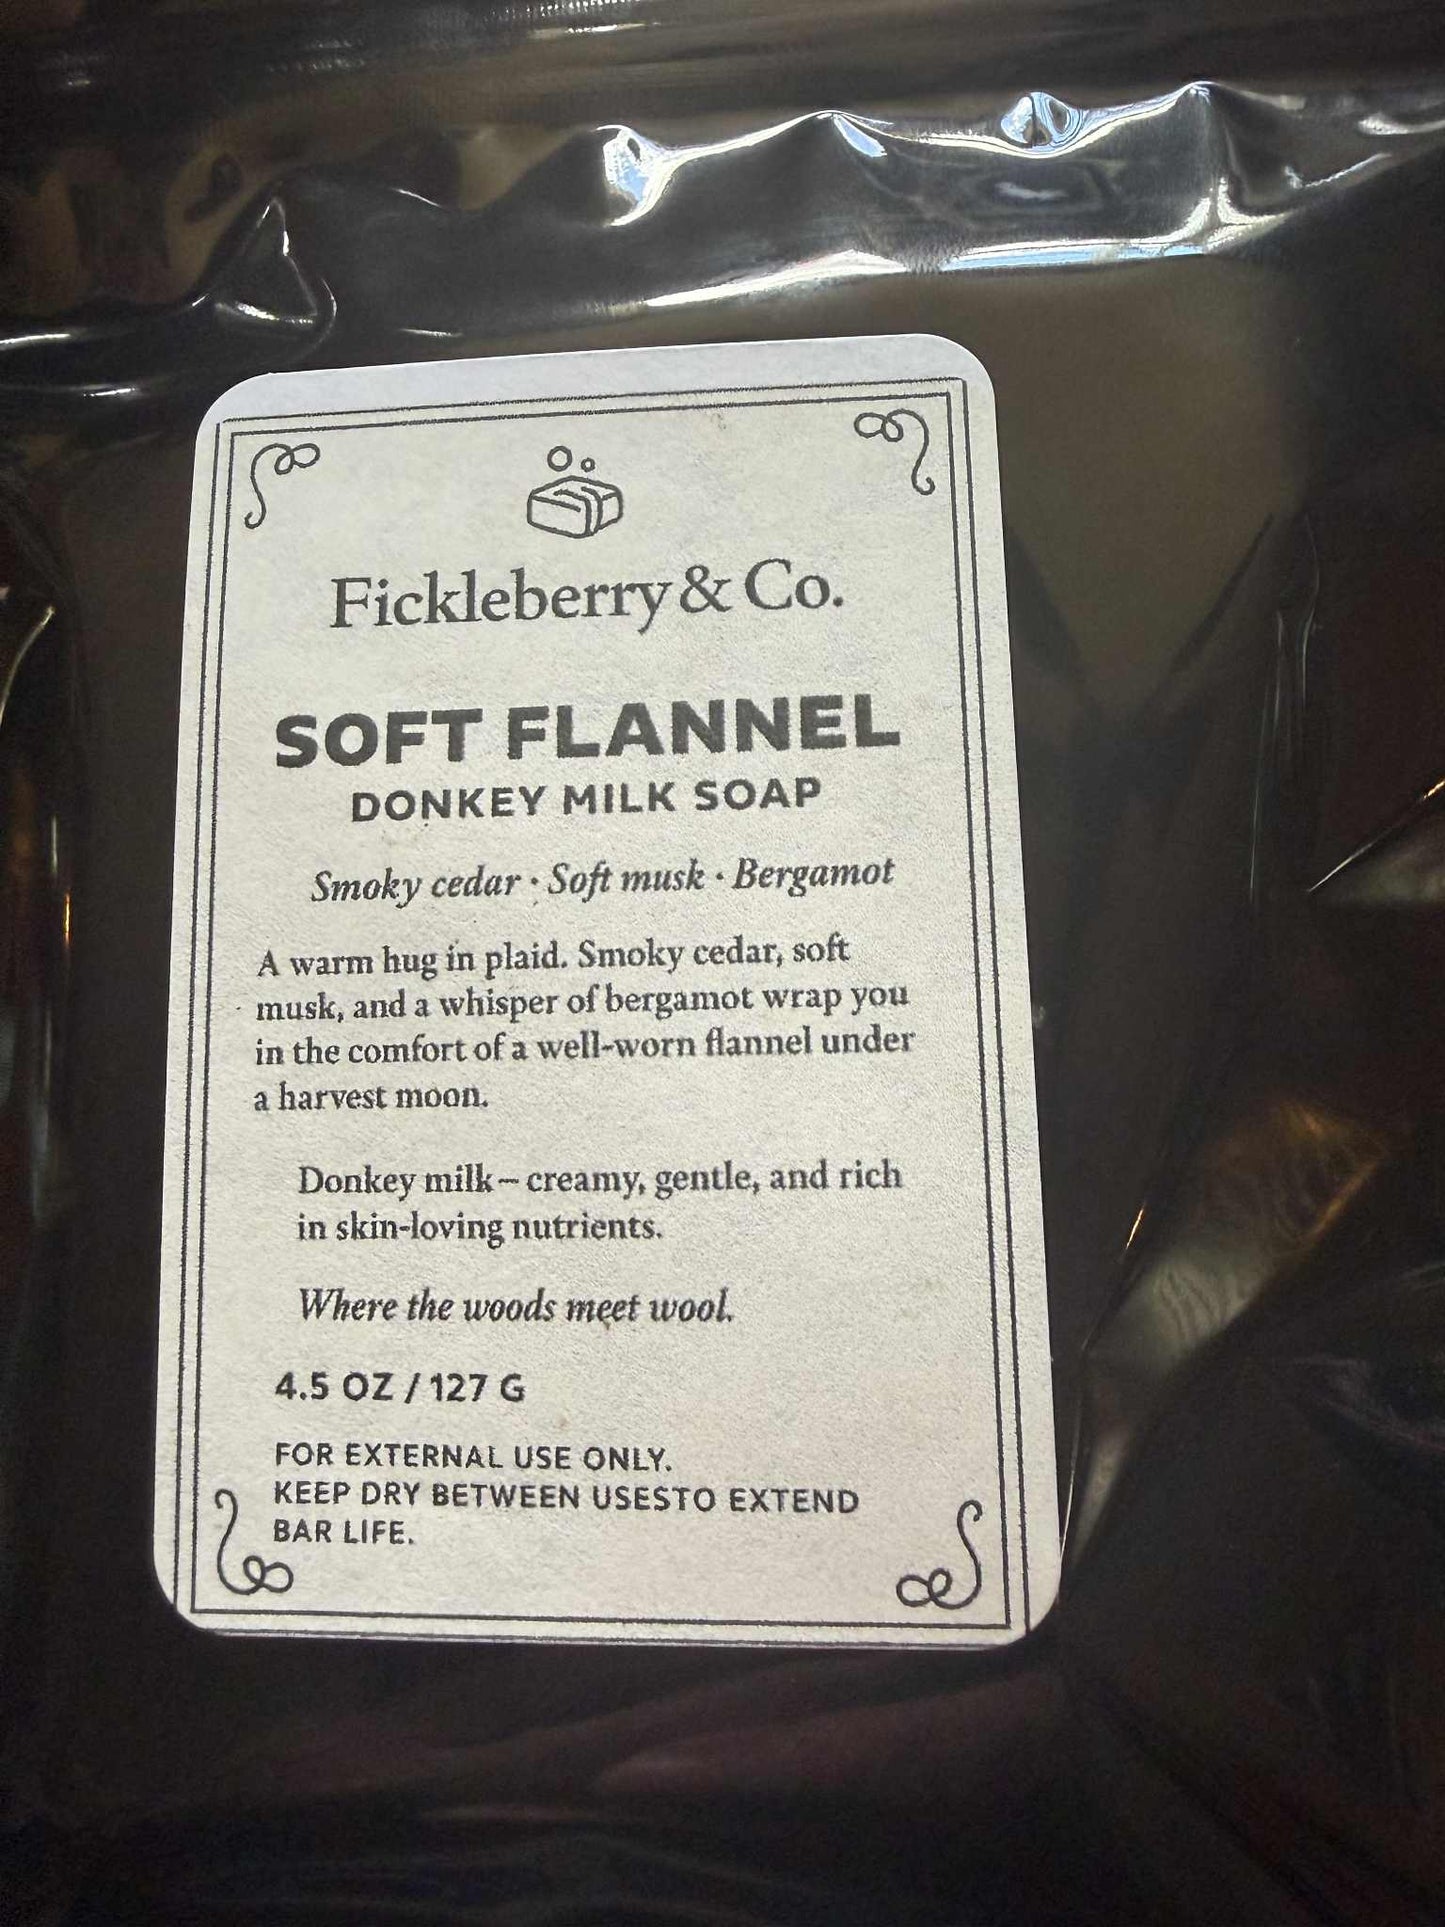 Fickleberry & Co.
SOFT FLANNEL
DONKEY MILK SOAP
Smoky cedar · Soft musk · Bergamot
A warm hug in plaid. Smoky cedar, soft
musk, and a whisper of bergamot wrap you
in the comfort of a well-worn flannel under
a harvest moon.
Donkey milk – creamy, gentle, and rich
in skin-loving nutrients.
Where the woods meet wool.
4.5 OZ / 127 G
FOR EXTERNAL USE ONLY.
KEEP DRY BETWEEN USESTO EXTEND
BAR LIFE.